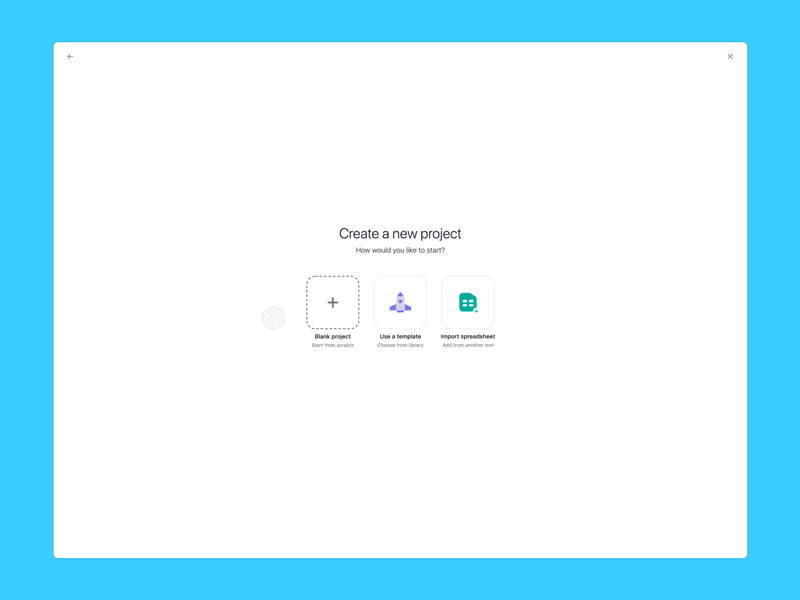 Create a new project
How would you like to start?
Blank project
Start from scratch
Use a template
Choose from library
Import spreadsheet
Add from another tool